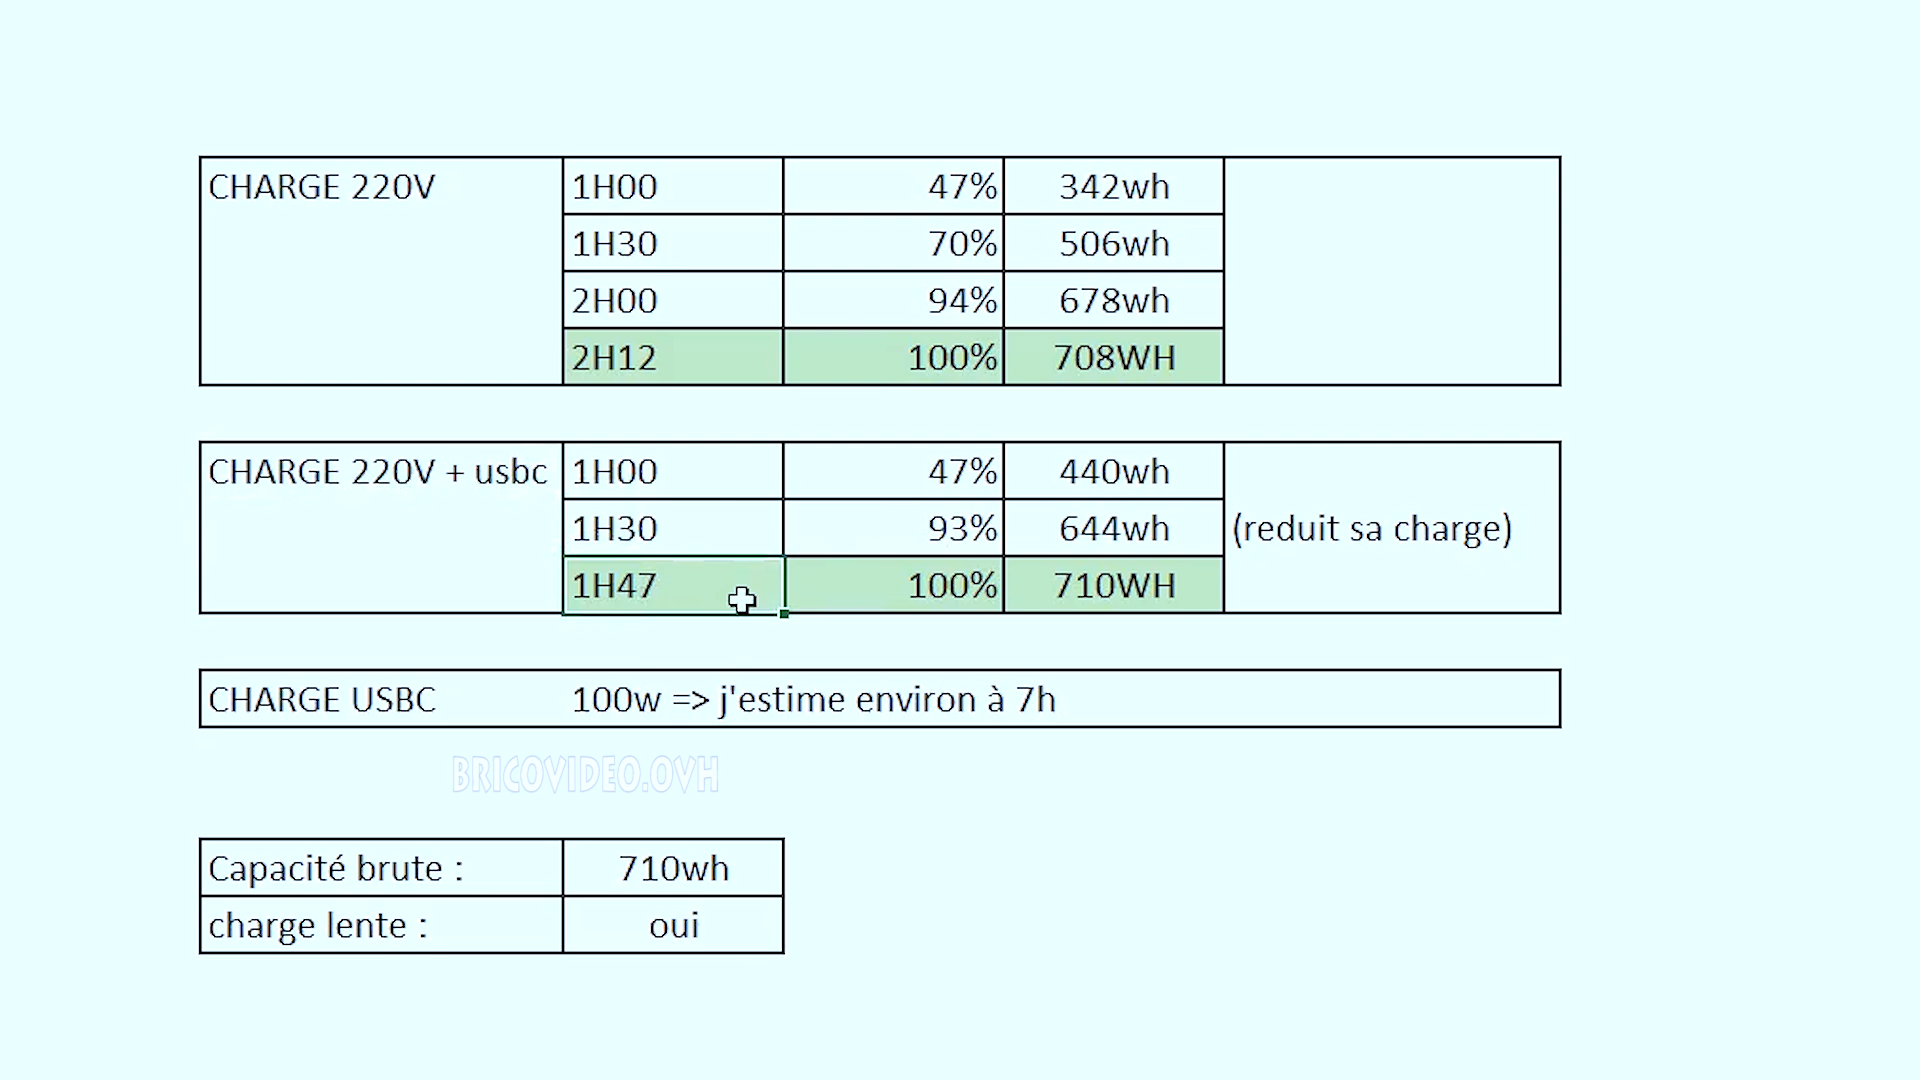 CHARGE 220V 1H00 47% 342wh
1H30 70% 506wh
2H00 94% 678wh
2H12 100% 708WH
CHARGE 220V + usbc 1H00 47% 440wh
1H30 93% 644wh (reduit sa charge)
1H47 100% 710WH
CHARGE USBC 100w => j'estime environ à 7h
BRICOVIDEO.OVH
Capacité brute : 710wh
charge lente : oui